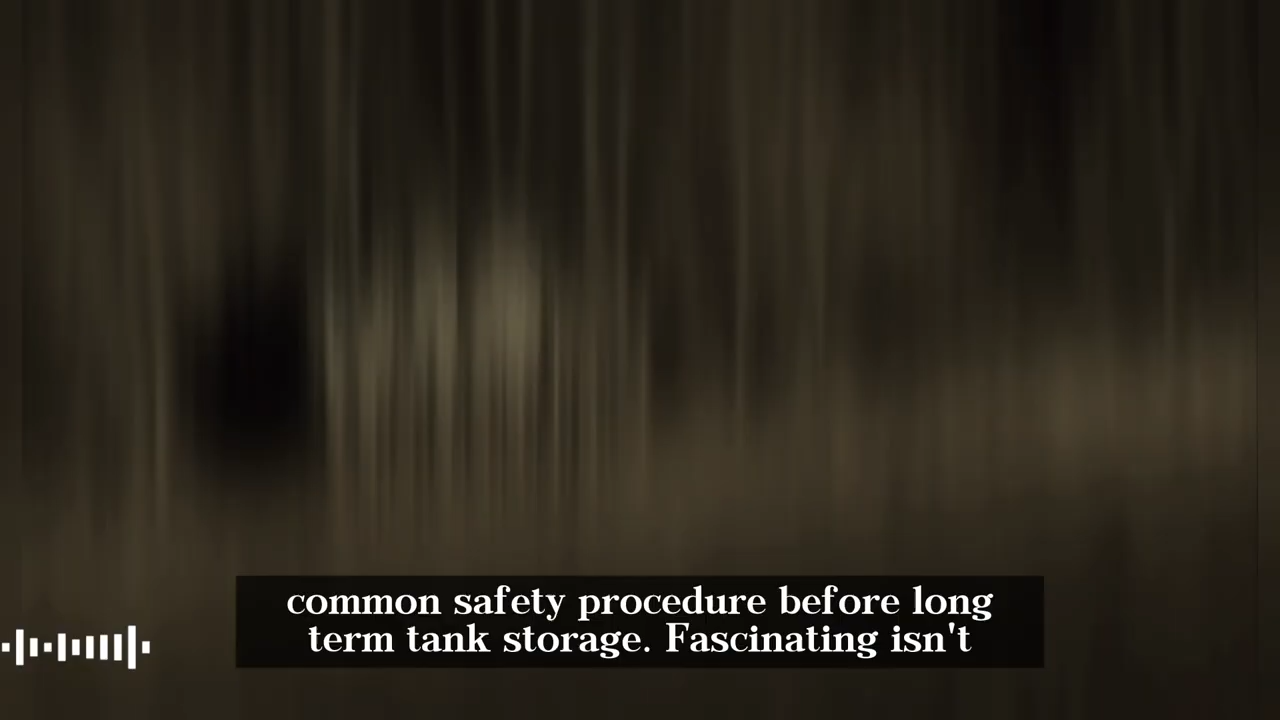 common safety procedure before long
term tank storage. Fascinating isn't